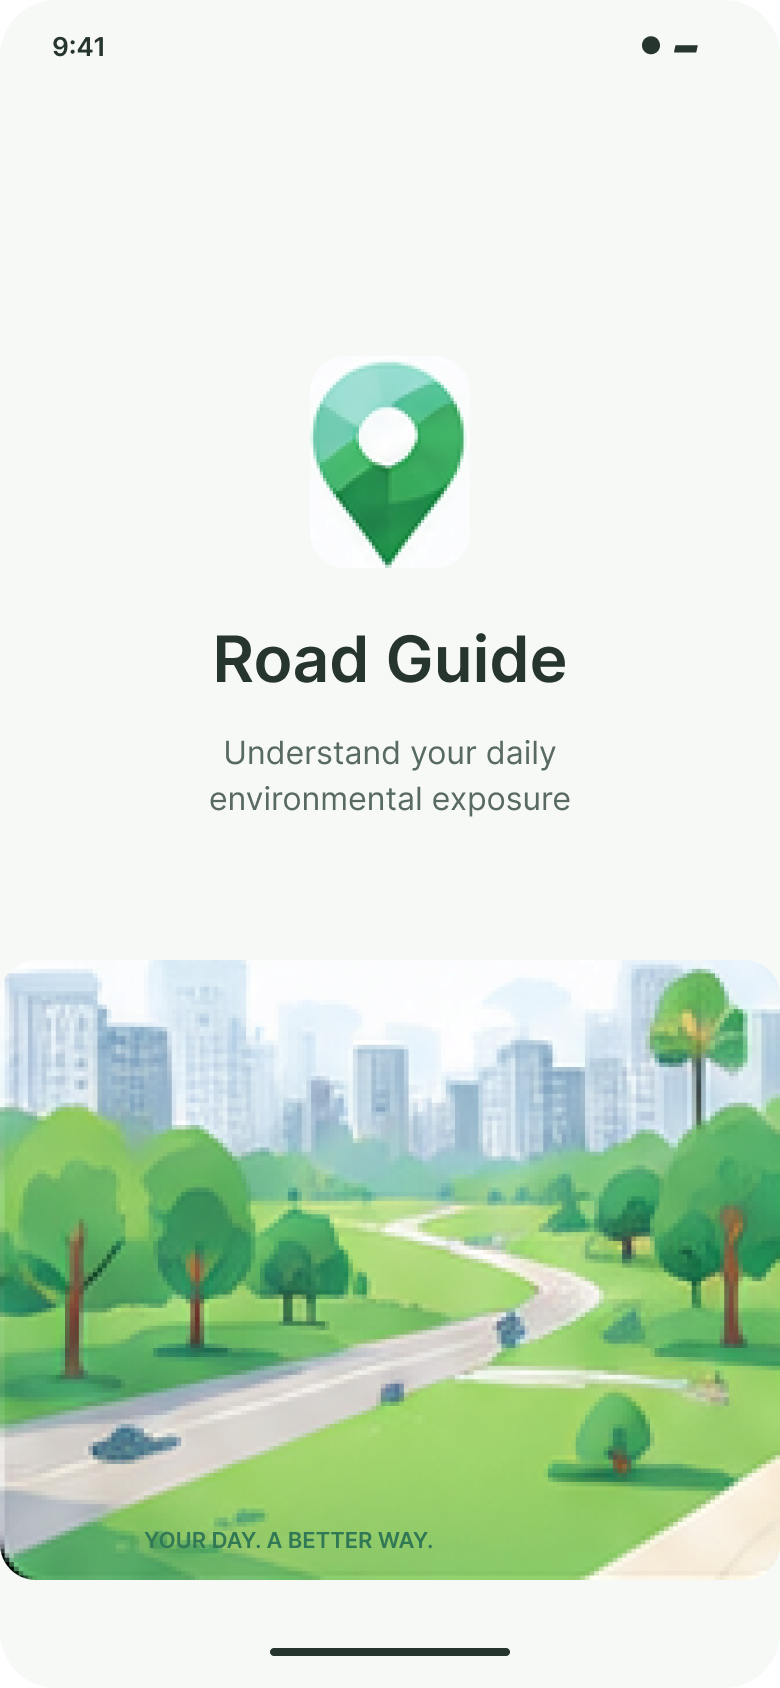 9:41
Road Guide
Understand your daily
environmental exposure
YOUR DAY. A BETTER WAY.